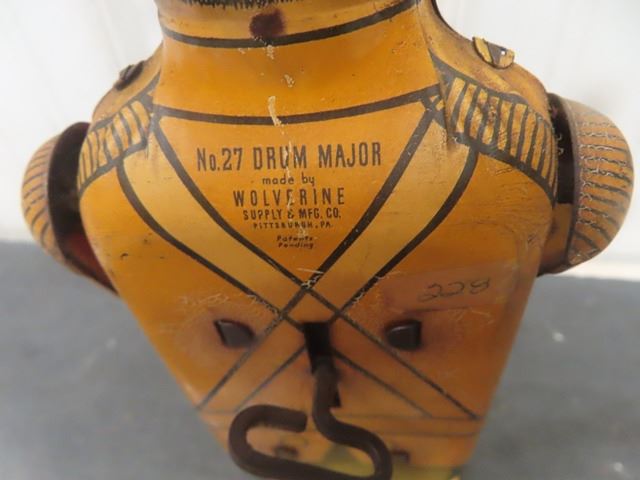 No.27 DRUM MAJOR
made by
WOLVERINE
SUPPLY & MFG. CO.
PITTSBURGH, PA.
Patents
Pending
228